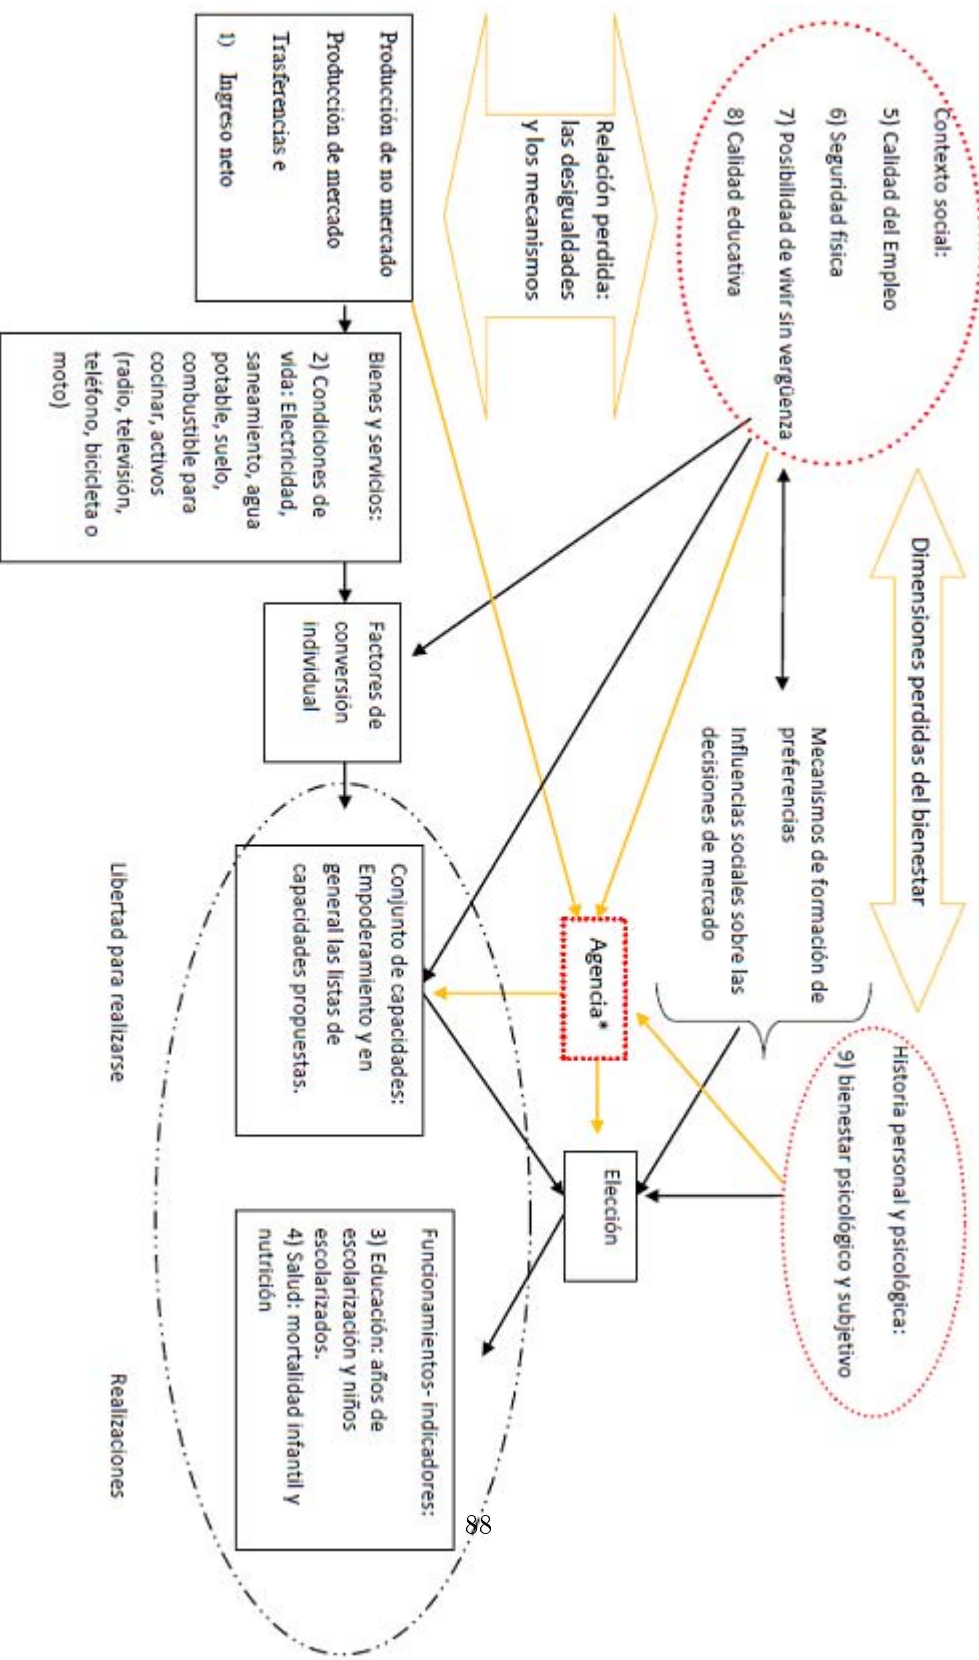 Dimensiones perdidas del bienestar
Contexto social:
5) Calidad del Empleo
6) Seguridad física
7) Posibilidad de vivir sin vergüenza
8) Calidad educativa
Mecanismos de formación de
preferencias
Influencias sociales sobre las
decisiones de mercado
Historia personal y psicológica:
9) bienestar psicológico y subjetivo
Relación perdida:
las desigualdades
y los mecanismos
Agencia*
Elección
Producción de no mercado
Producción de mercado
Trasferencias e
1) Ingreso neto
Bienes y servicios:
2) Condiciones de
vida: Electricidad,
saneamiento, agua
potable, suelo,
combustible para
cocinar, activos
(radio, televisión,
teléfono, bicicleta o
moto)
Factores de
conversión
individual
Conjunto de capacidades:
Empoderamiento y en
general las listas de
capacidades propuestas.
Funcionamientos- indicadores:
3) Educación: años de
escolarización y niños
escolarizados.
4) Salud: mortalidad infantil y
nutrición
Libertad para realizarse
Realizaciones
88